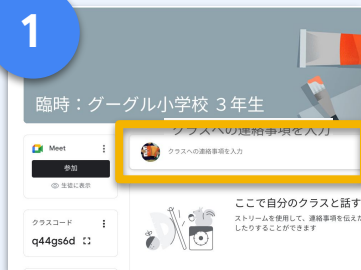 1
臨時：グーグル小学校 ３年生
クラスへの連絡事項を入力
Meet
クラスへの連絡事項を入力
参加
生徒に表示
ここで自分のクラスと話す
クラスコード
ストリームを使用して、連絡事項を伝えた
q44gs6d
したりすることができます